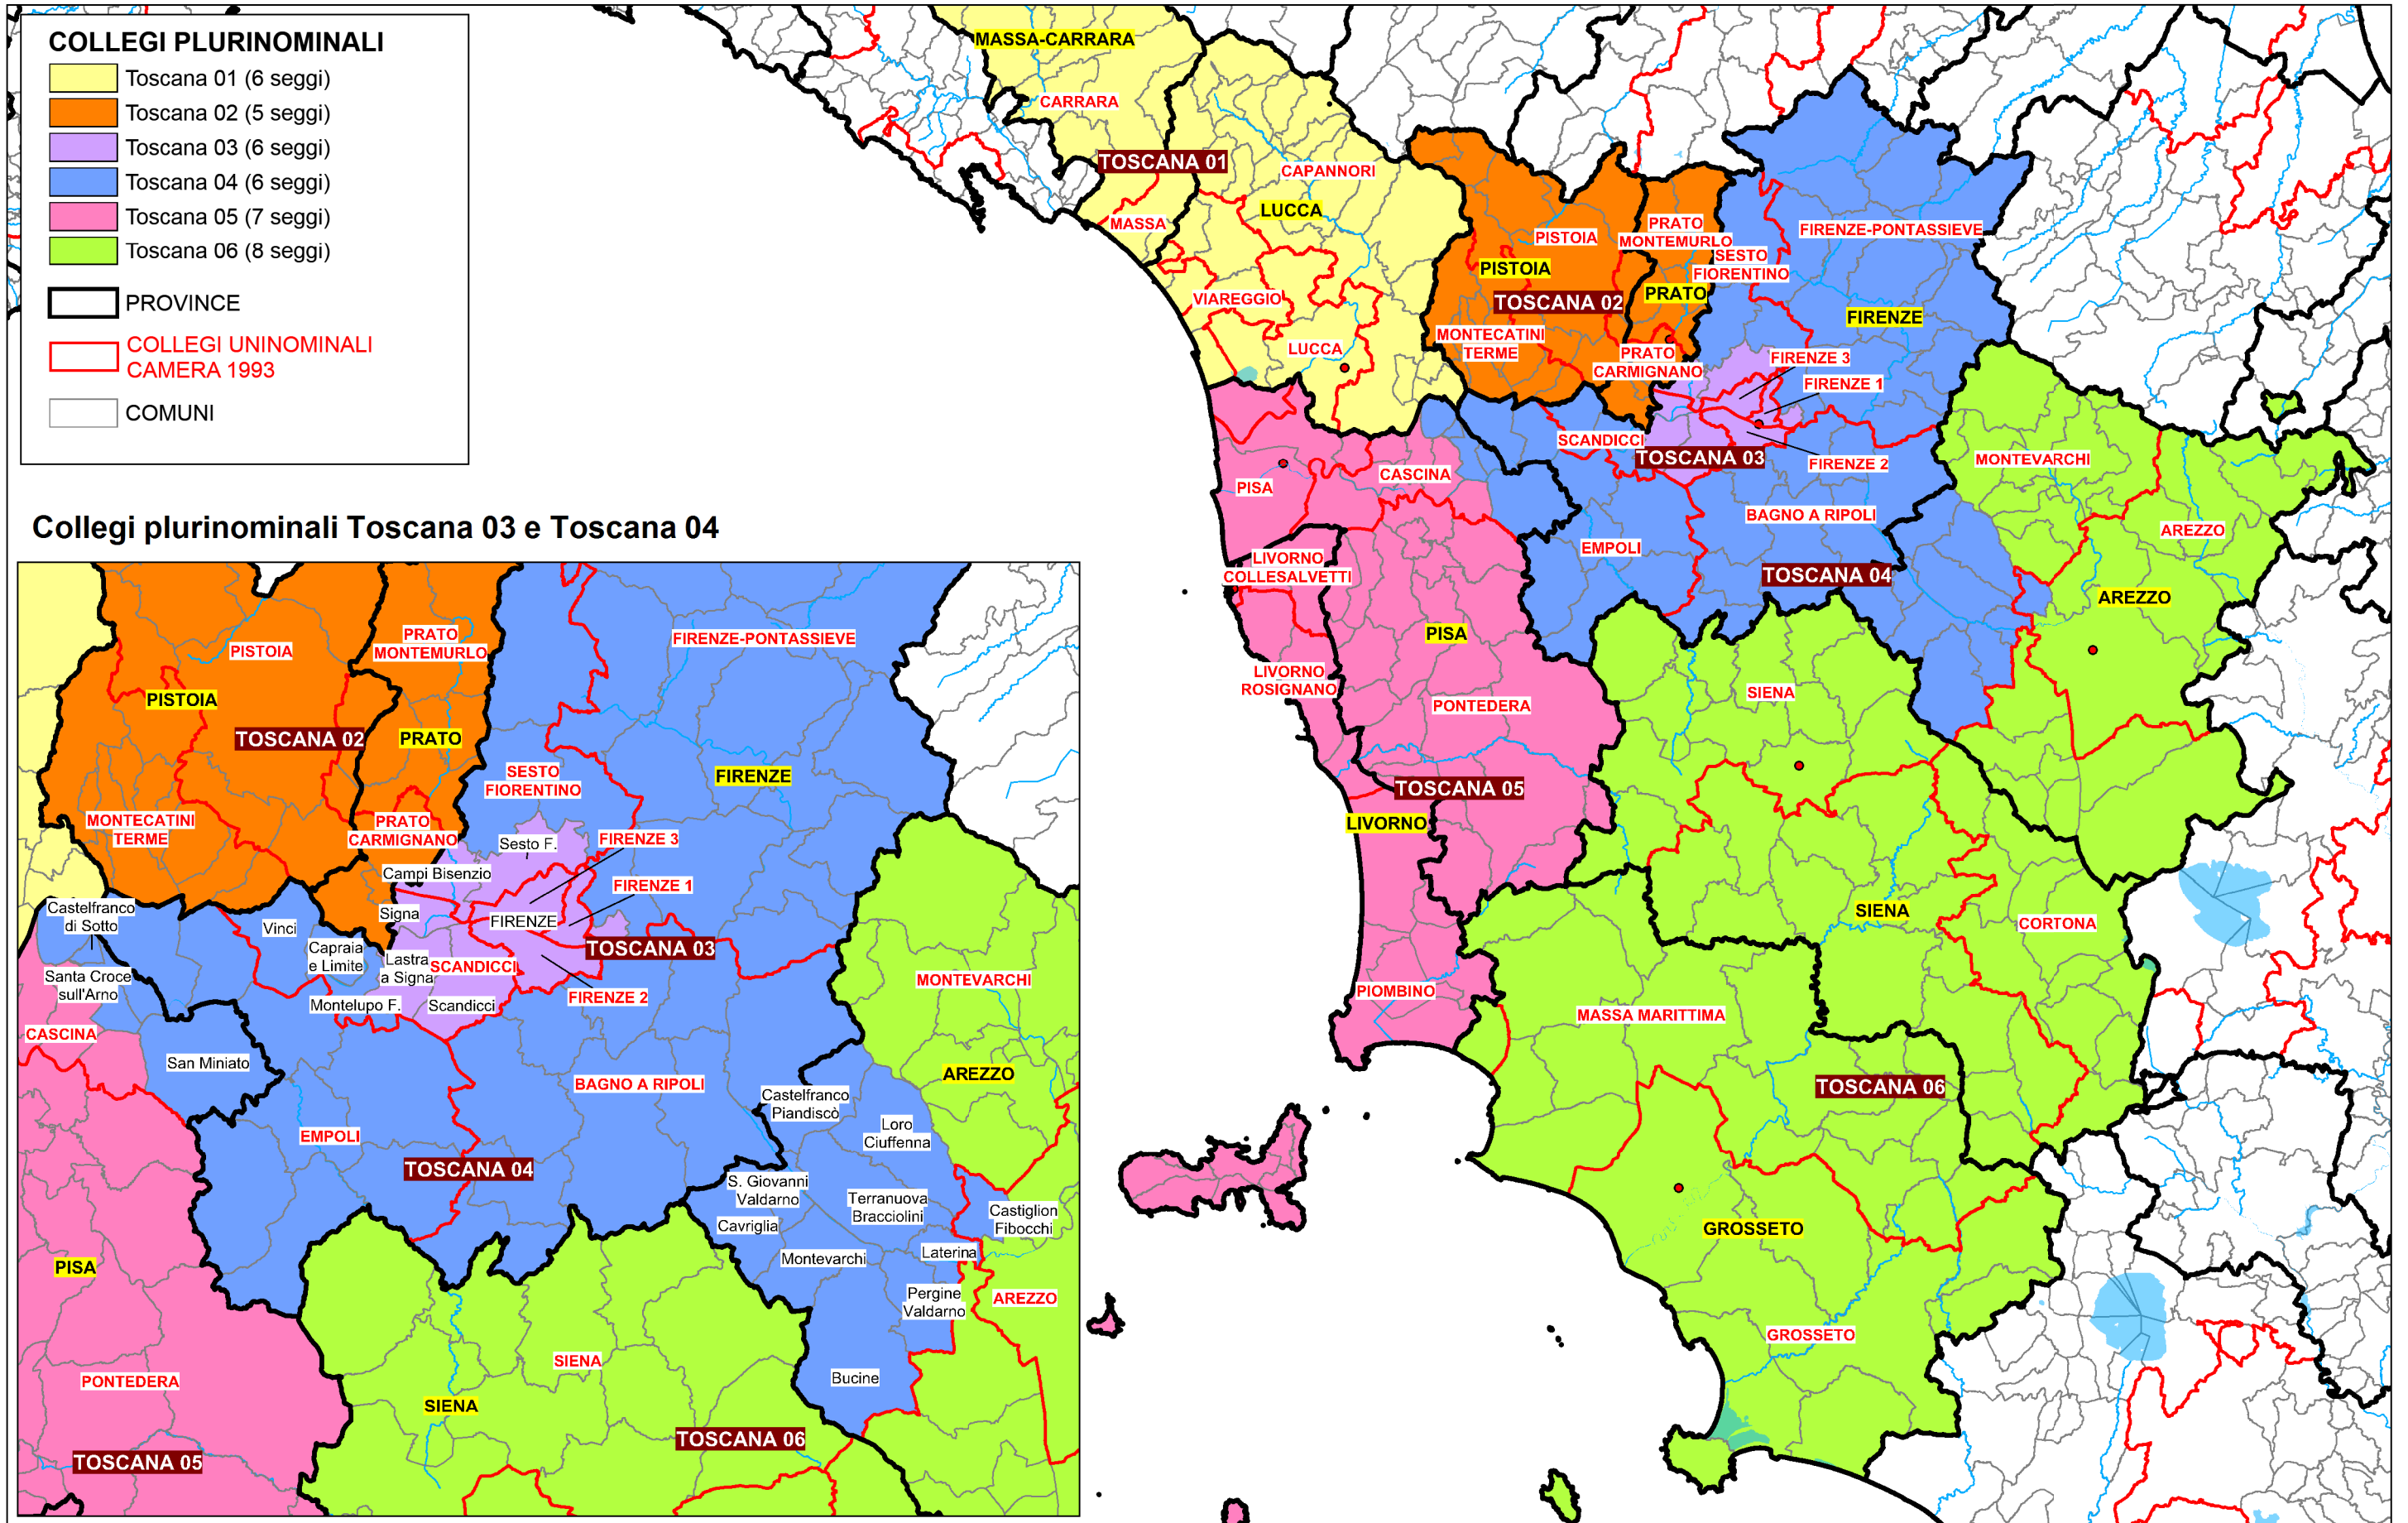 COLLEGI PLURINOMINALI
Toscana 01 (6 seggi)
Toscana 02 (5 seggi)
Toscana 03 (6 seggi)
Toscana 04 (6 seggi)
Toscana 05 (7 seggi)
Toscana 06 (8 seggi)
PROVINCE
COLLEGI UNINOMINALI
CAMERA 1993
COMUNI
MASSA-CARRARA
CARRARA
TOSCANA 01
CAPANNORI
LUCCA
MASSA
VIAREGGIO
LUCCA
PISTOIA
PRATO
MONTEMURLO
PISTOIA
SESTO
FIORENTINO
FIRENZE-PONTASSIEVE
TOSCANA 02
PRATO
FIRENZE
MONTECATINI
TERME
PRATO
CARMIGNANO
FIRENZE 3
FIRENZE 1
SCANDICCI
TOSCANA 03
FIRENZE 2
MONTEVARCHI
CASCINA
PISA
BAGNO A RIPOLI
AREZZO
EMPOLI
LIVORNO
COLLESALVETTI
TOSCANA 04
AREZZO
PISA
LIVORNO
ROSIGNANO
SIENA
PONTEDERA
TOSCANA 05
LIVORNO
SIENA
CORTONA
PIOMBINO
MASSA MARITTIMA
TOSCANA 06
GROSSETO
GROSSETO
Collegi plurinominali Toscana 03 e Toscana 04
PISTOIA
PRATO
MONTEMURLO
FIRENZE-PONTASSIEVE
PISTOIA
TOSCANA 02
PRATO
SESTO
FIORENTINO
FIRENZE
MONTECATINI
TERME
PRATO
CARMIGNANO
Sesto F.
FIRENZE 3
Campi Bisenzio
FIRENZE 1
Castelfranco
di Sotto
Signa
FIRENZE
Vinci
Capraia
e Limite
Lastra
a Signa
SCANDICCI
TOSCANA 03
Santa Croce
sull'Arno
Montelupo F.
Scandicci
FIRENZE 2
MONTEVARCHI
CASCINA
San Miniato
BAGNO A RIPOLI
AREZZO
Castelfranco
Piandiscò
EMPOLI
Loro
Ciuffenna
TOSCANA 04
S. Giovanni
Valdarno
Terranuova
Bracciolini
Castiglion
Fibocchi
Cavriglia
Montevarchi
Laterina
PISA
Pergine
Valdarno
AREZZO
SIENA
PONTEDERA
Bucine
SIENA
TOSCANA 06
TOSCANA 05